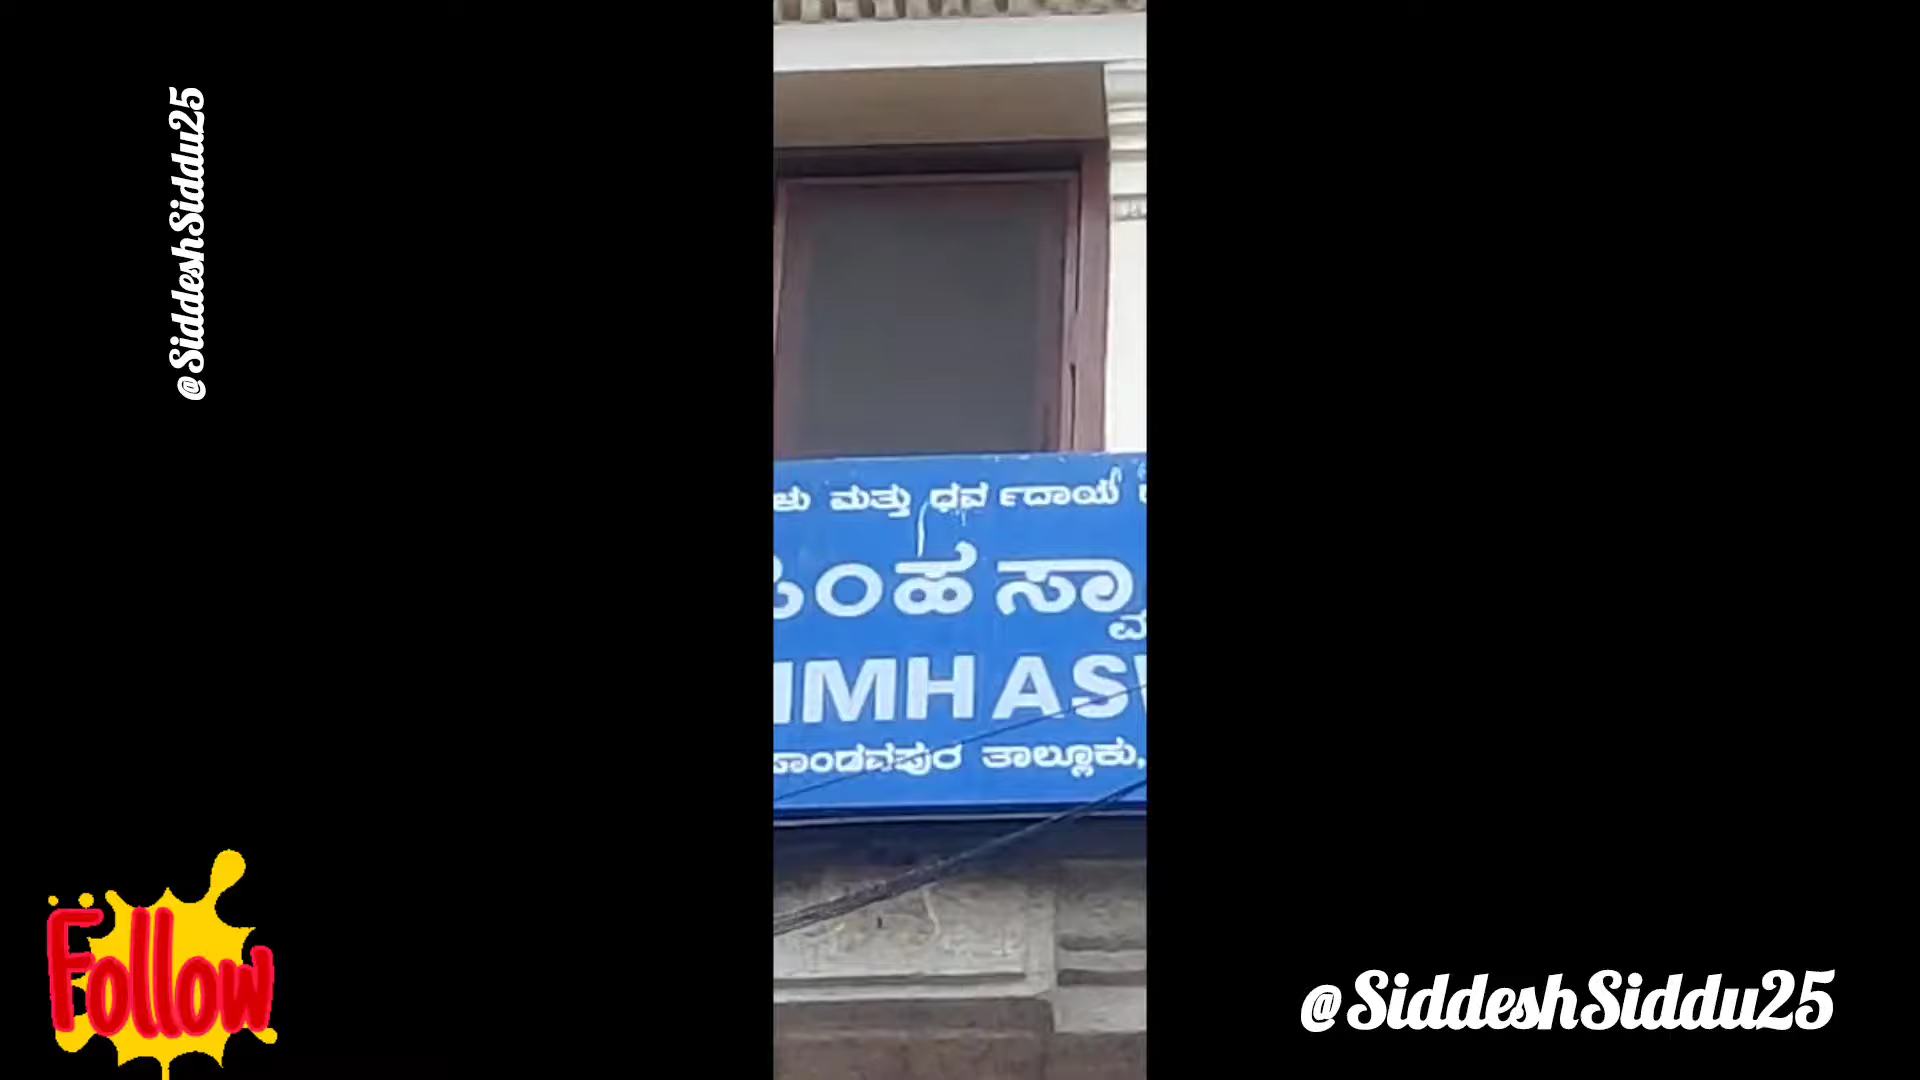 @SiddeshSiddu25
ಮತ್ತು ಧರ್ಮದಾಯ
ಸಿಂಹ ಸ್ವಾ
IMHAS
ಪಾಂಡವಪುರ ತಾಲ್ಲೂಕು,
Follow
@SiddeshSiddu25